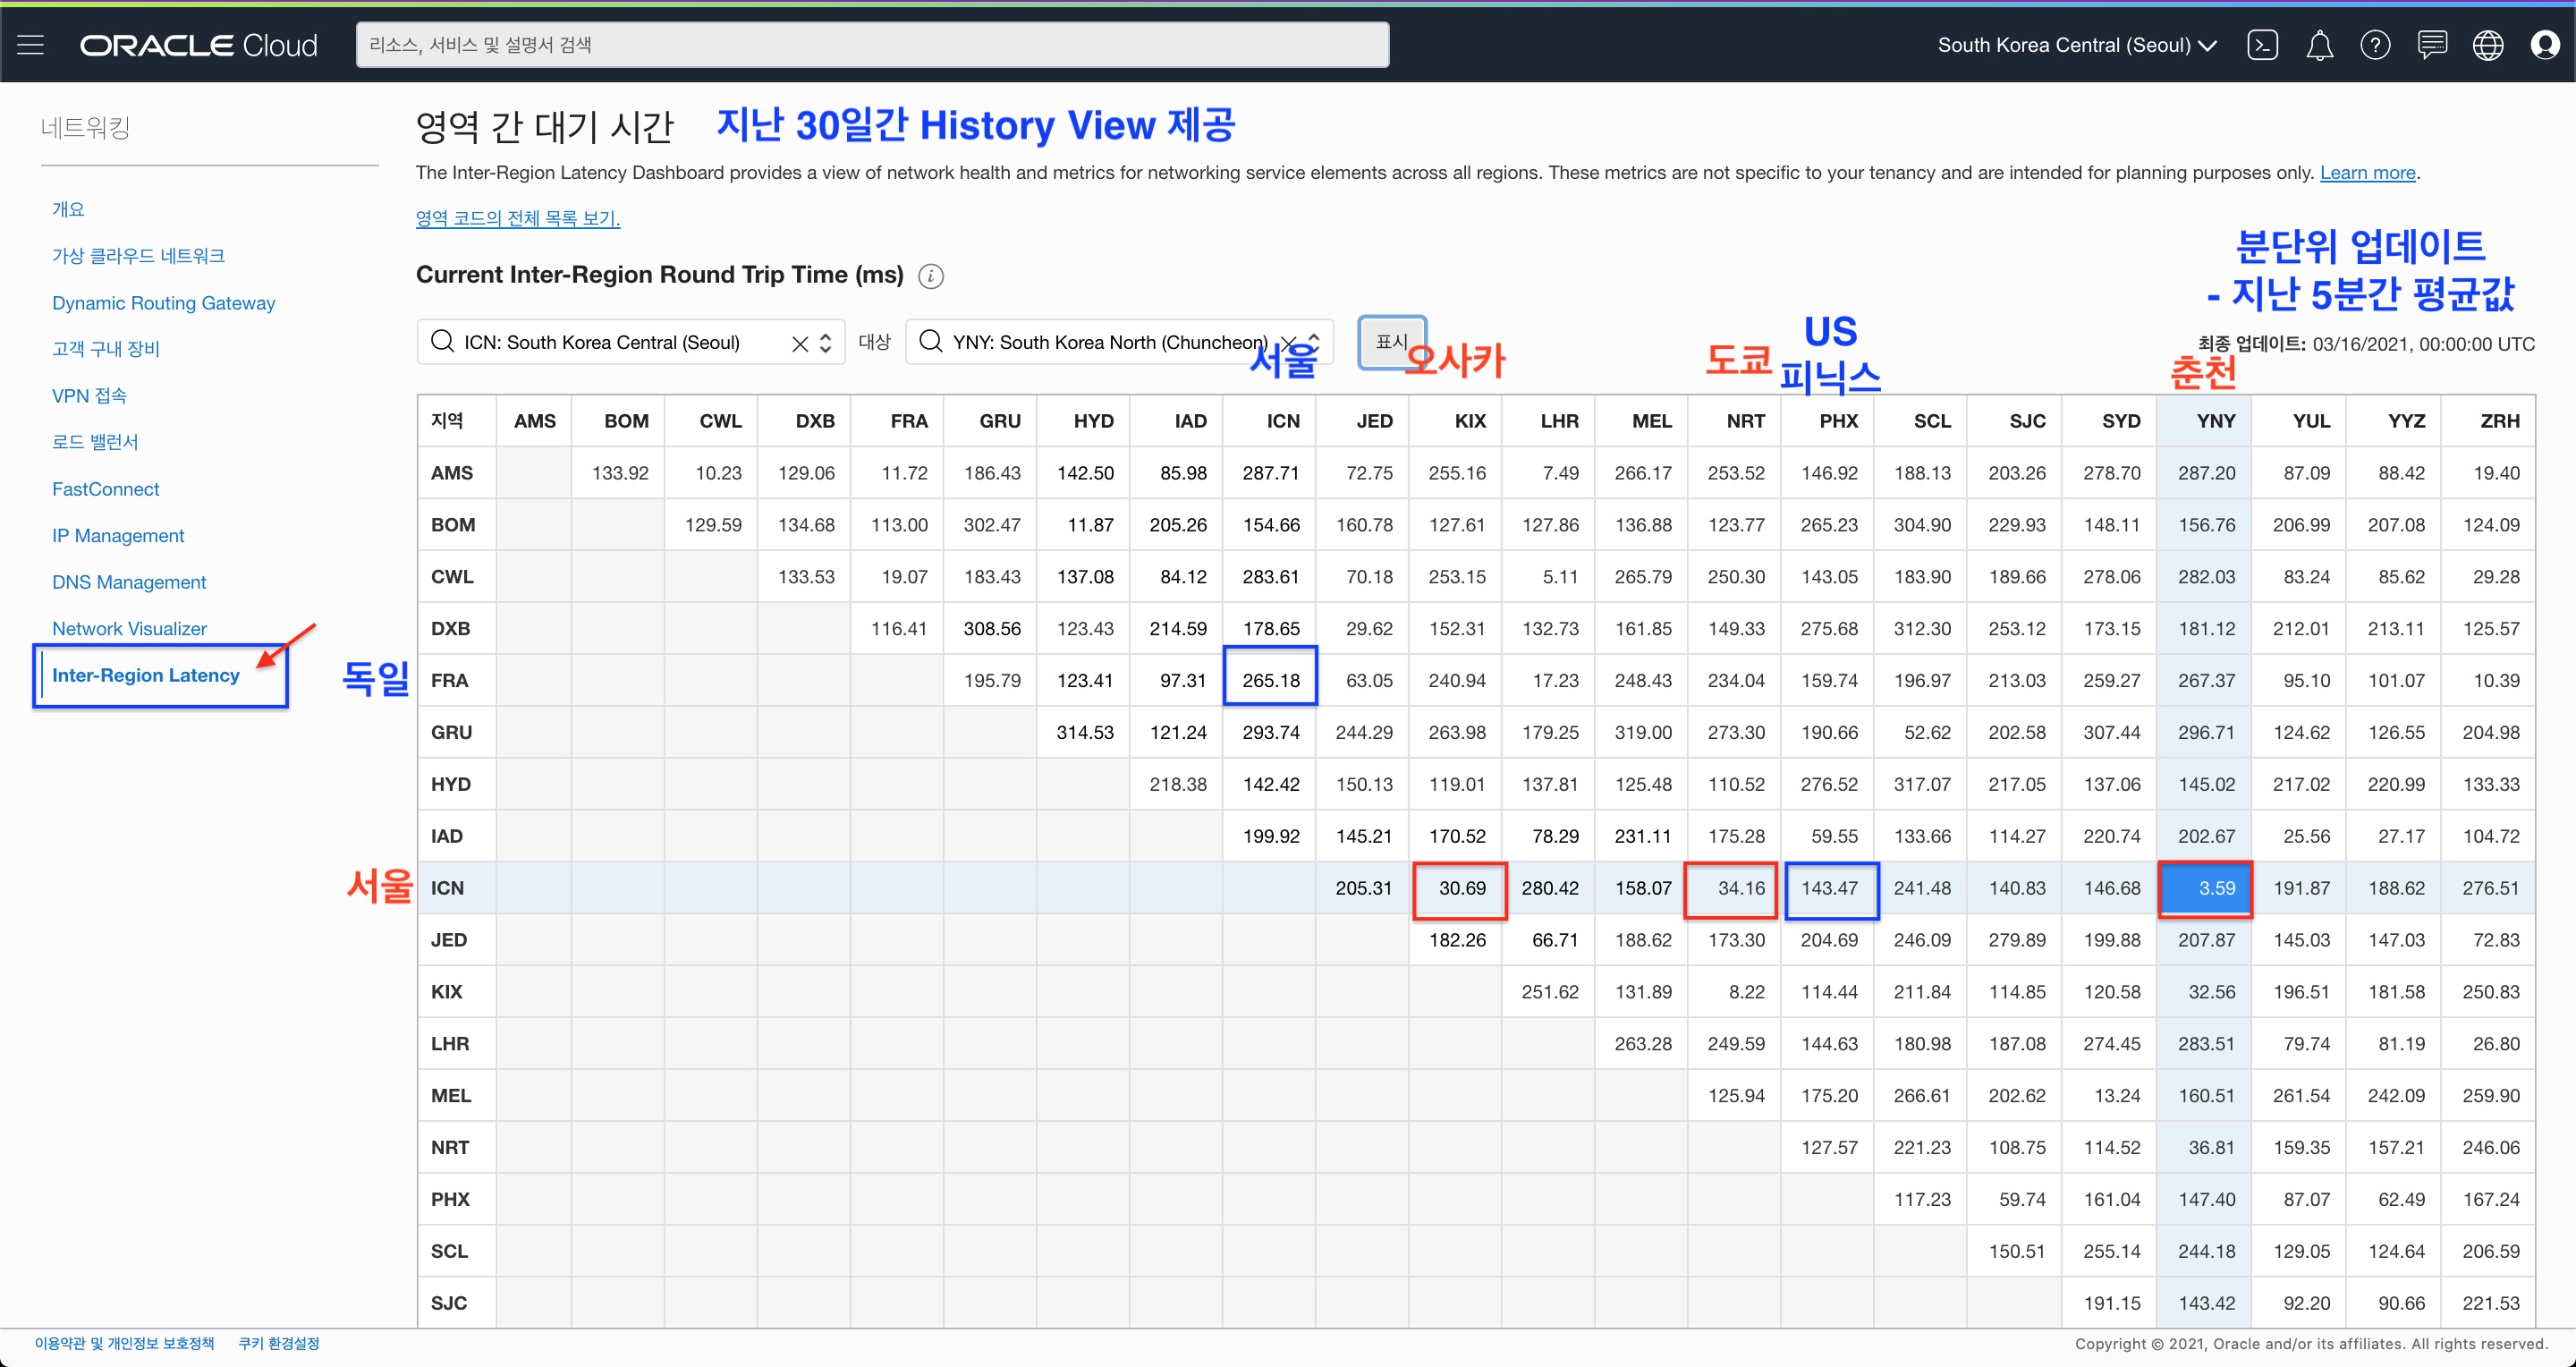 ORACLE Cloud
리소스, 서비스 및 설명서 검색
South Korea Central (Seoul)
네트워킹
개요
가상 클라우드 네트워크
Dynamic Routing Gateway
고객 구내 장비
VPN 접속
로드 밸런서
FastConnect
IP Management
DNS Management
Network Visualizer
Inter-Region Latency
영역 간 대기 시간 지난 30일간 History View 제공
The Inter-Region Latency Dashboard provides a view of network health and metrics for networking service elements across all regions. These metrics are not specific to your tenancy and are intended for planning purposes only. Learn more.
영역 코드의 전체 목록 보기.
분단위 업데이트
- 지난 5분간 평균값
Current Inter-Region Round Trip Time (ms)
ICN: South Korea Central (Seoul) 대상 YNY: South Korea North (Chuncheon) 표시
최종 업데이트: 03/16/2021, 00:00:00 UTC
서울 오사카 도쿄 US 피닉스 춘천
지역 AMS BOM CWL DXB FRA GRU HYD IAD ICN JED KIX LHR MEL NRT PHX SCL SJC SYD YNY YUL YYZ ZRH
AMS 133.92 10.23 129.06 11.72 186.43 142.50 85.98 287.71 72.75 255.16 7.49 266.17 253.52 146.92 188.13 203.26 278.70 287.20 87.09 88.42 19.40
BOM 129.59 134.68 113.00 302.47 11.87 205.26 154.66 160.78 127.61 127.86 136.88 123.77 265.23 304.90 229.93 148.11 156.76 206.99 207.08 124.09
CWL 133.53 19.07 183.43 137.08 84.12 283.61 70.18 253.15 5.11 265.79 250.30 143.05 183.90 189.66 278.06 282.03 83.24 85.62 29.28
DXB 116.41 308.56 123.43 214.59 178.65 29.62 152.31 132.73 161.85 149.33 275.68 312.30 253.12 173.15 181.12 212.01 213.11 125.57
독일 FRA 195.79 123.41 97.31 265.18 63.05 240.94 17.23 248.43 234.04 159.74 196.97 213.03 259.27 267.37 95.10 101.07 10.39
GRU 314.53 121.24 293.74 244.29 263.98 179.25 319.00 273.30 190.66 52.62 202.58 307.44 296.71 124.62 126.55 204.98
HYD 218.38 142.42 150.13 119.01 137.81 125.48 110.52 276.52 317.07 217.05 137.06 145.02 217.02 220.99 133.33
IAD 199.92 145.21 170.52 78.29 231.11 175.28 59.55 133.66 114.27 220.74 202.67 25.56 27.17 104.72
서울 ICN 205.31 30.69 280.42 158.07 34.16 143.47 241.48 140.83 146.68 3.59 191.87 188.62 276.51
JED 182.26 66.71 188.62 173.30 204.69 246.09 279.89 199.88 207.87 145.03 147.03 72.83
KIX 251.62 131.89 8.22 114.44 211.84 114.85 120.58 32.56 196.51 181.58 250.83
LHR 263.28 249.59 144.63 180.98 187.08 274.45 283.51 79.74 81.19 26.80
MEL 125.94 175.20 266.61 202.62 13.24 160.51 261.54 242.09 259.90
NRT 127.57 221.23 108.75 114.52 36.81 159.35 157.21 246.06
PHX 117.23 59.74 161.04 147.40 87.07 62.49 167.24
SCL 150.51 255.14 244.18 129.05 124.64 206.59
SJC 191.15 143.42 92.20 90.66 221.53
이용약관 및 개인정보 보호정책 쿠키 환경설정
Copyright © 2021, Oracle and/or its affiliates. All rights reserved.